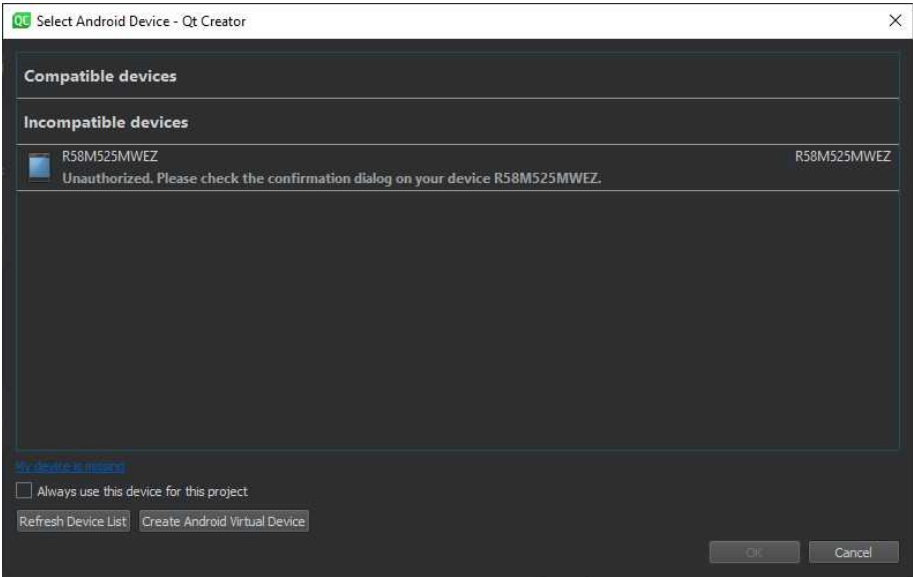 QC Select Android Device - Qt Creator
Compatible devices
Incompatible devices
R58M525MWEZ R58M525MWEZ
Unauthorized. Please check the confirmation dialog on your device R58M525MWEZ.
My device is missing
Always use this device for this project
Refresh Device List Create Android Virtual Device
OK Cancel